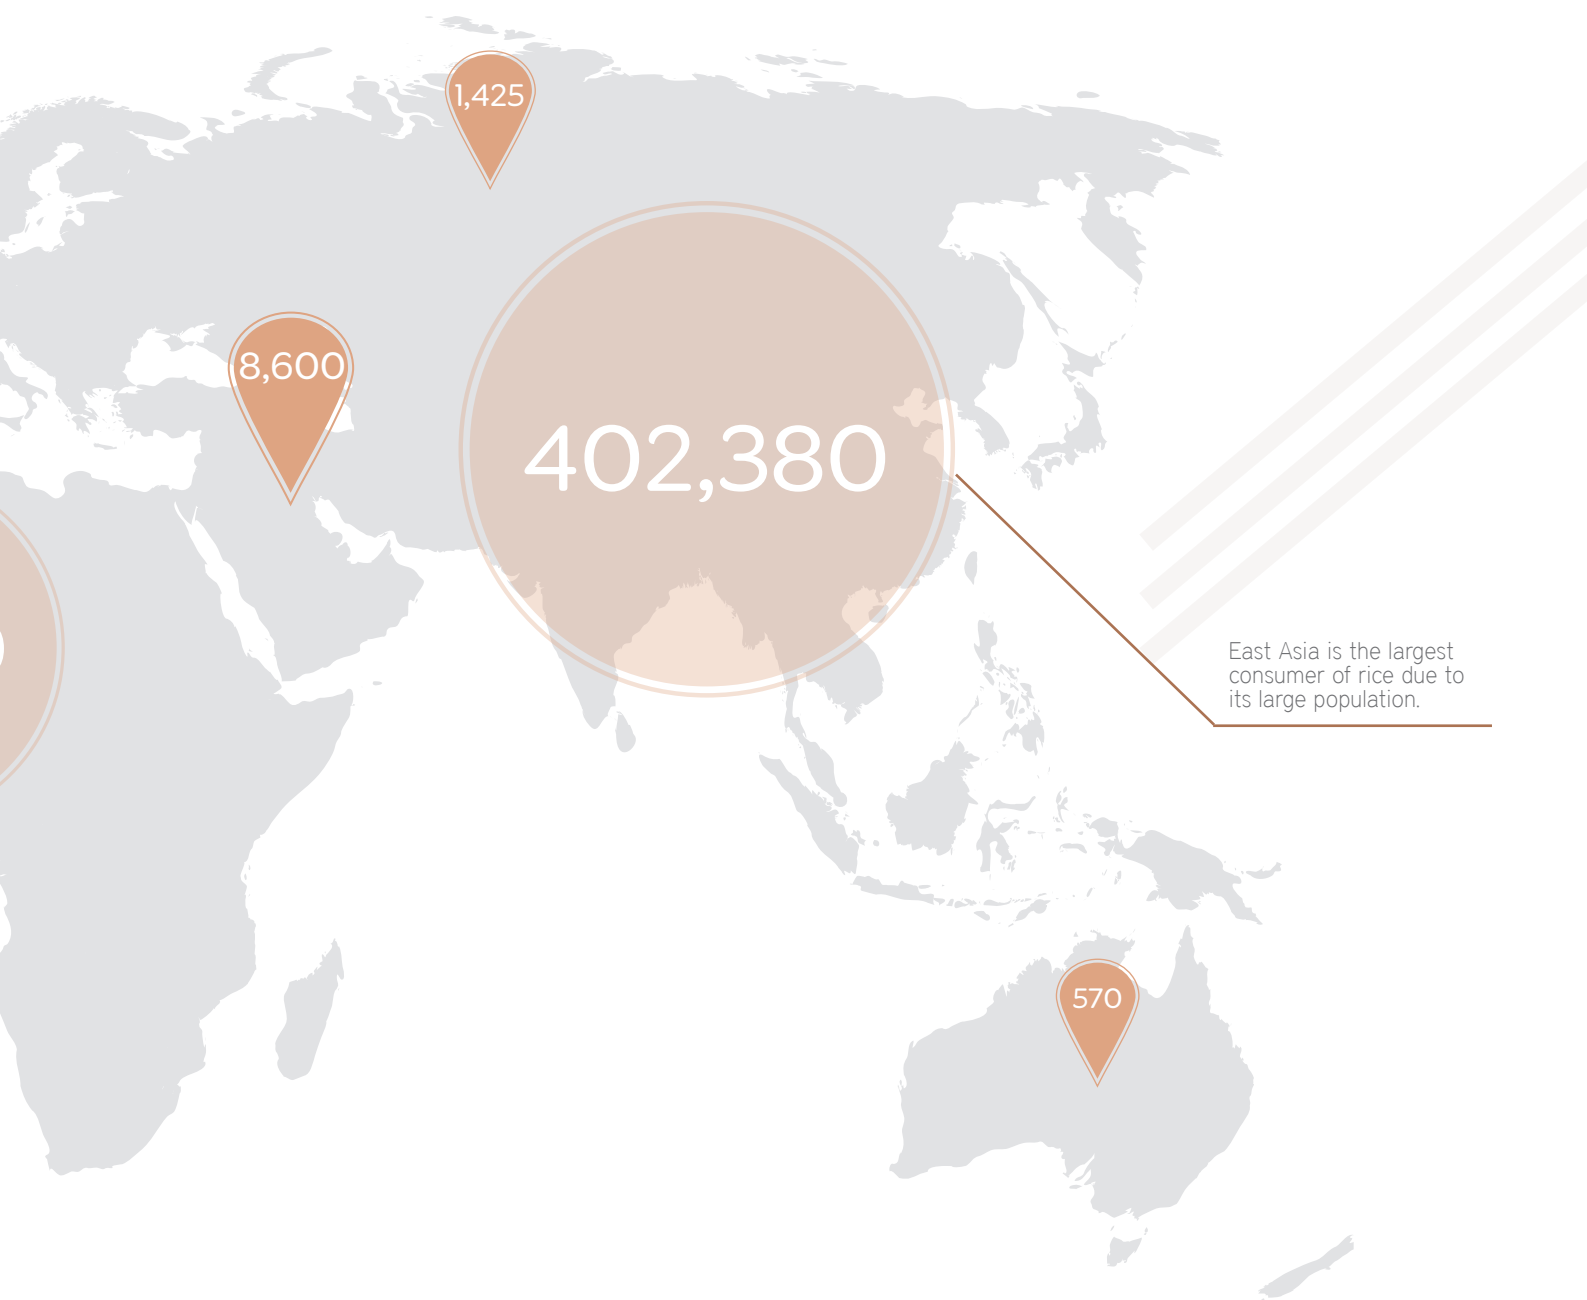 1,425
8,600
402,380
East Asia is the largest
consumer of rice due to
its large population.
570